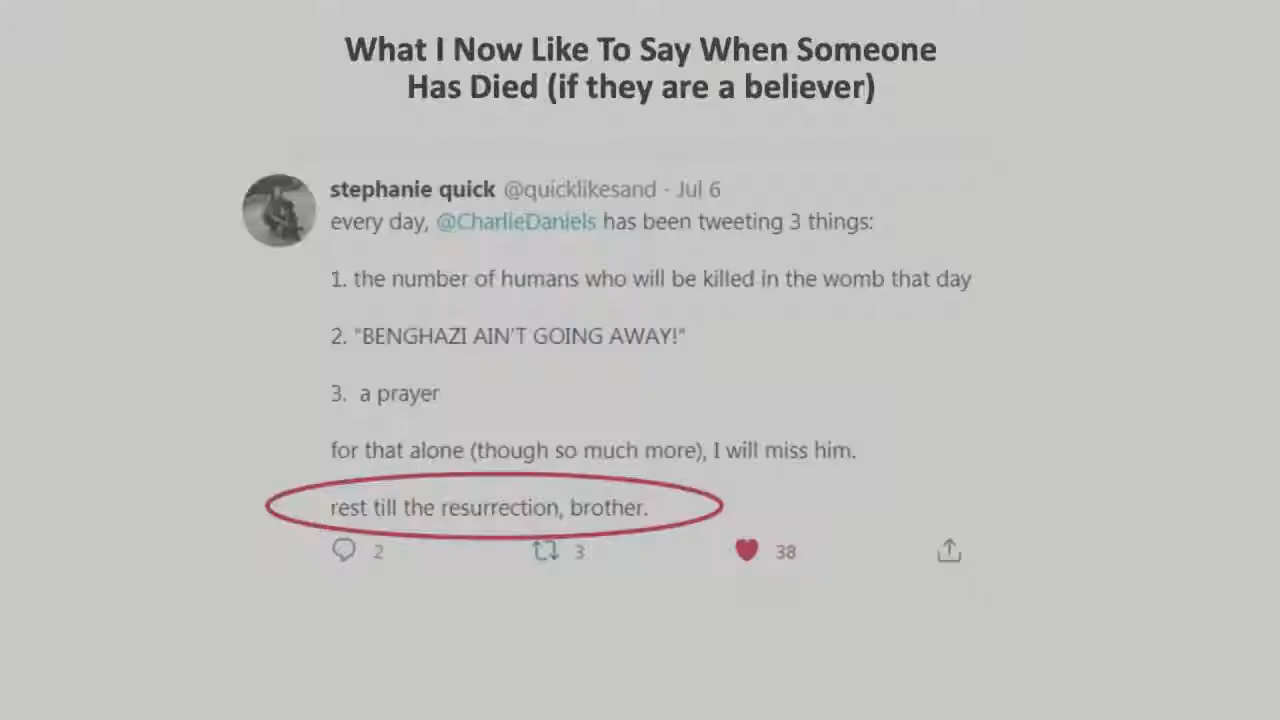 What I Now Like To Say When Someone
Has Died (if they are a believer)
stephanie quick @quicklikesand · Jul 6
every day, @CharlieDaniels has been tweeting 3 things:
1. the number of humans who will be killed in the womb that day
2. "BENGHAZI AIN'T GOING AWAY!"
3. a prayer
for that alone (though so much more), I will miss him.
rest till the resurrection, brother.
2 3 38